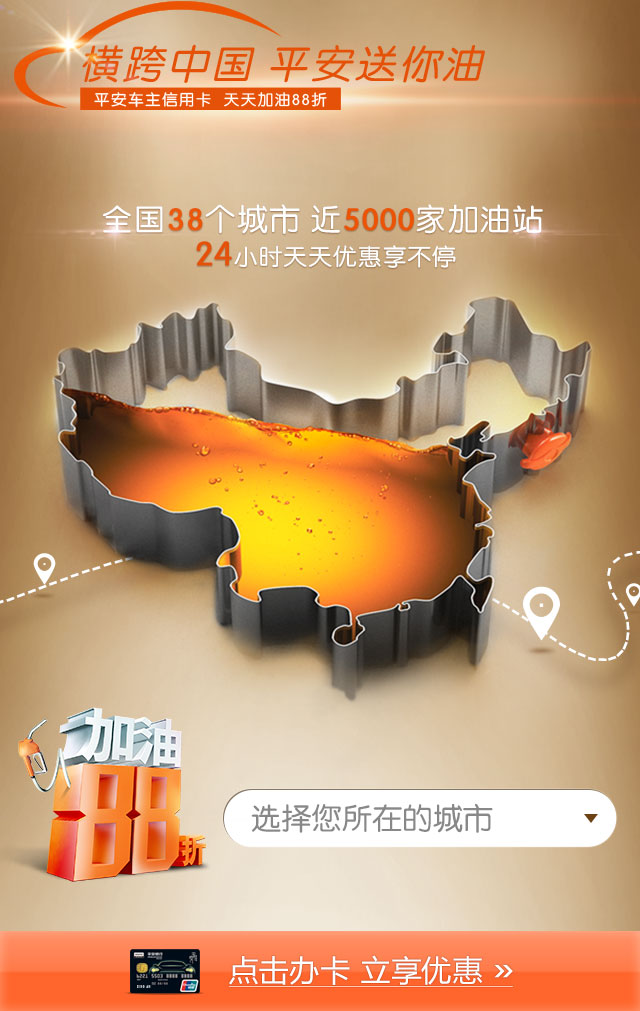 横跨中国 平安送你油
平安车主信用卡 天天加油88折
全国38个城市 近5000家加油站
24小时天天优惠享不停
加油
88折
选择您所在的城市
点击办卡 立享优惠 »